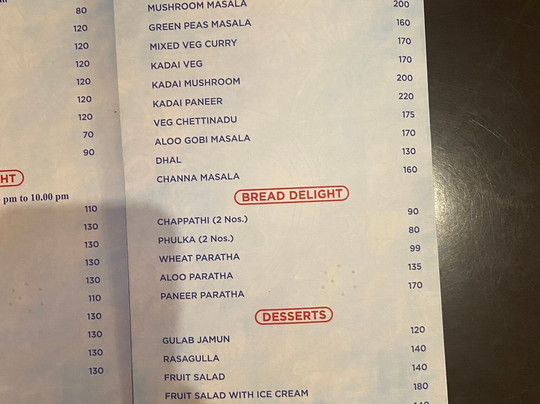 80
120
120
120
120
120
70
90
HT
pm to 10.00 pm
110
130
130
130
130
110
130
130
130
130
MUSHROOM MASALA 200
GREEN PEAS MASALA 160
MIXED VEG CURRY 170
KADAI VEG 170
KADAI MUSHROOM 200
KADAI PANEER 220
VEG CHETTINADU 175
ALOO GOBI MASALA 170
DHAL 130
CHANNA MASALA 160
BREAD DELIGHT
CHAPPATHI (2 Nos.) 90
PHULKA (2 Nos.) 80
WHEAT PARATHA 99
ALOO PARATHA 135
PANEER PARATHA 170
DESSERTS
GULAB JAMUN 120
RASAGULLA 140
FRUIT SALAD 140
FRUIT SALAD WITH ICE CREAM 180